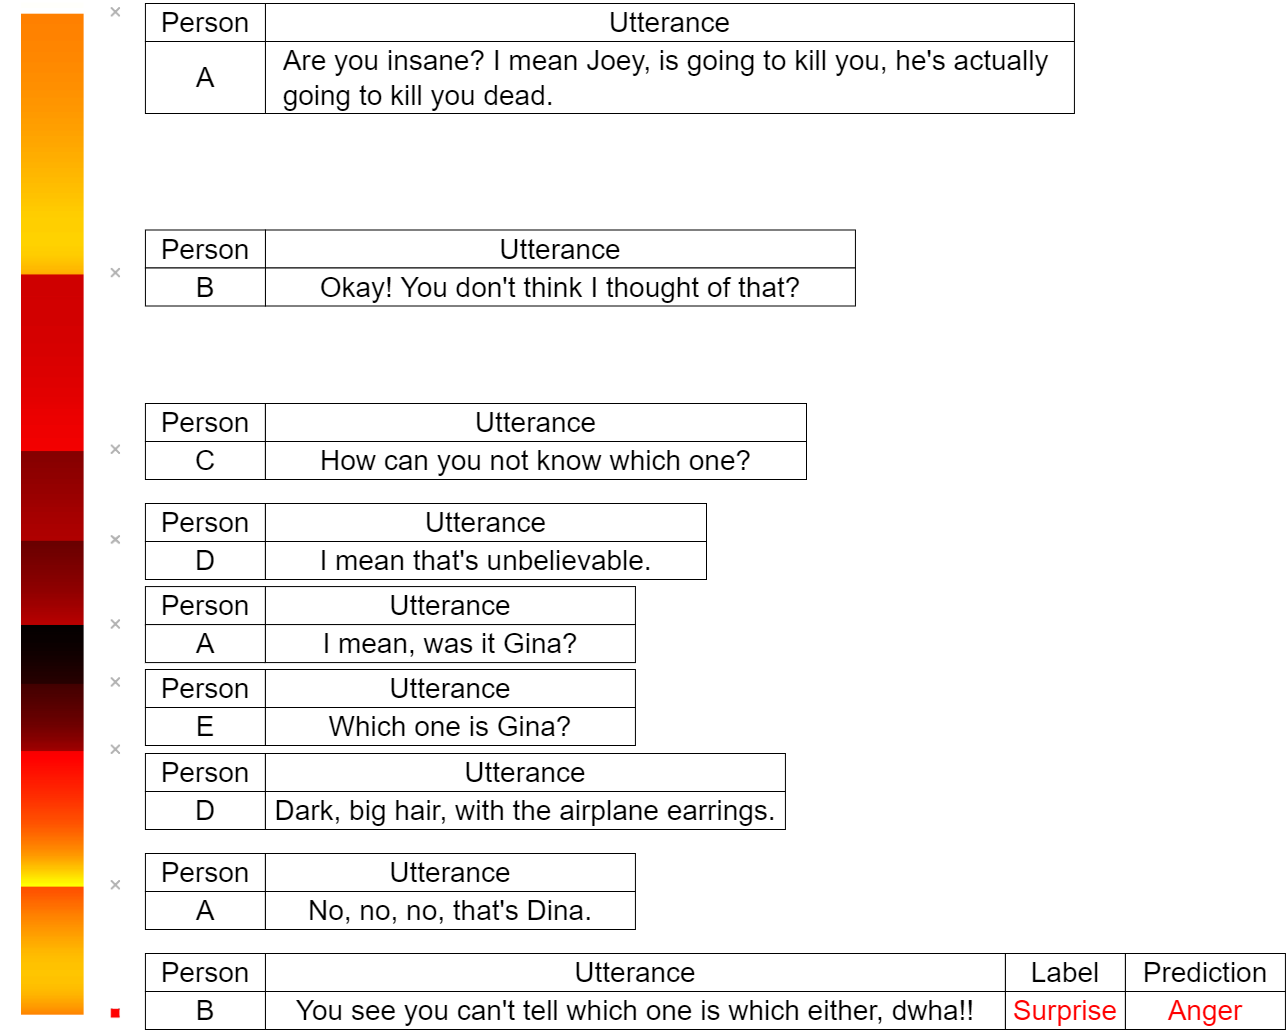 Person Utterance
A Are you insane? I mean Joey, is going to kill you, he's actually
going to kill you dead.
Person Utterance
B Okay! You don't think I thought of that?
Person Utterance
C How can you not know which one?
Person Utterance
D I mean that's unbelievable.
Person Utterance
A I mean, was it Gina?
Person Utterance
E Which one is Gina?
Person Utterance
D Dark, big hair, with the airplane earrings.
Person Utterance
A No, no, no, that's Dina.
Person Utterance Label Prediction
B You see you can't tell which one is which either, dwha!! Surprise Anger